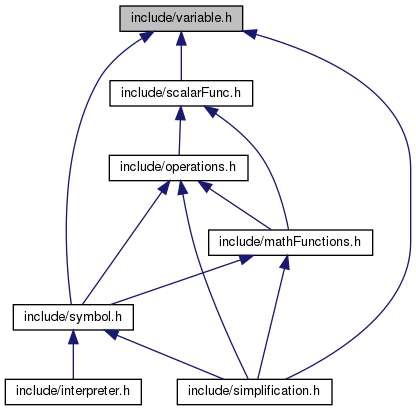 include/variable.h
include/scalarFunc.h
include/operations.h
include/mathFunctions.h
include/symbol.h
include/interpreter.h
include/simplification.h